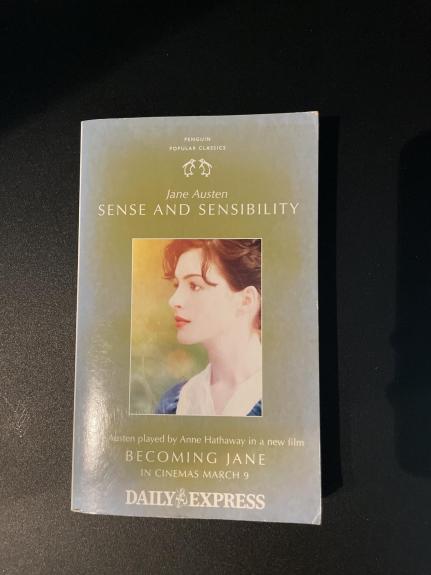 PENGUIN
POPULAR CLASSICS
Jane Austen
SENSE AND SENSIBILITY
Austen played by Anne Hathaway in a new film
BECOMING JANE
IN CINEMAS MARCH 9
DAILY EXPRESS